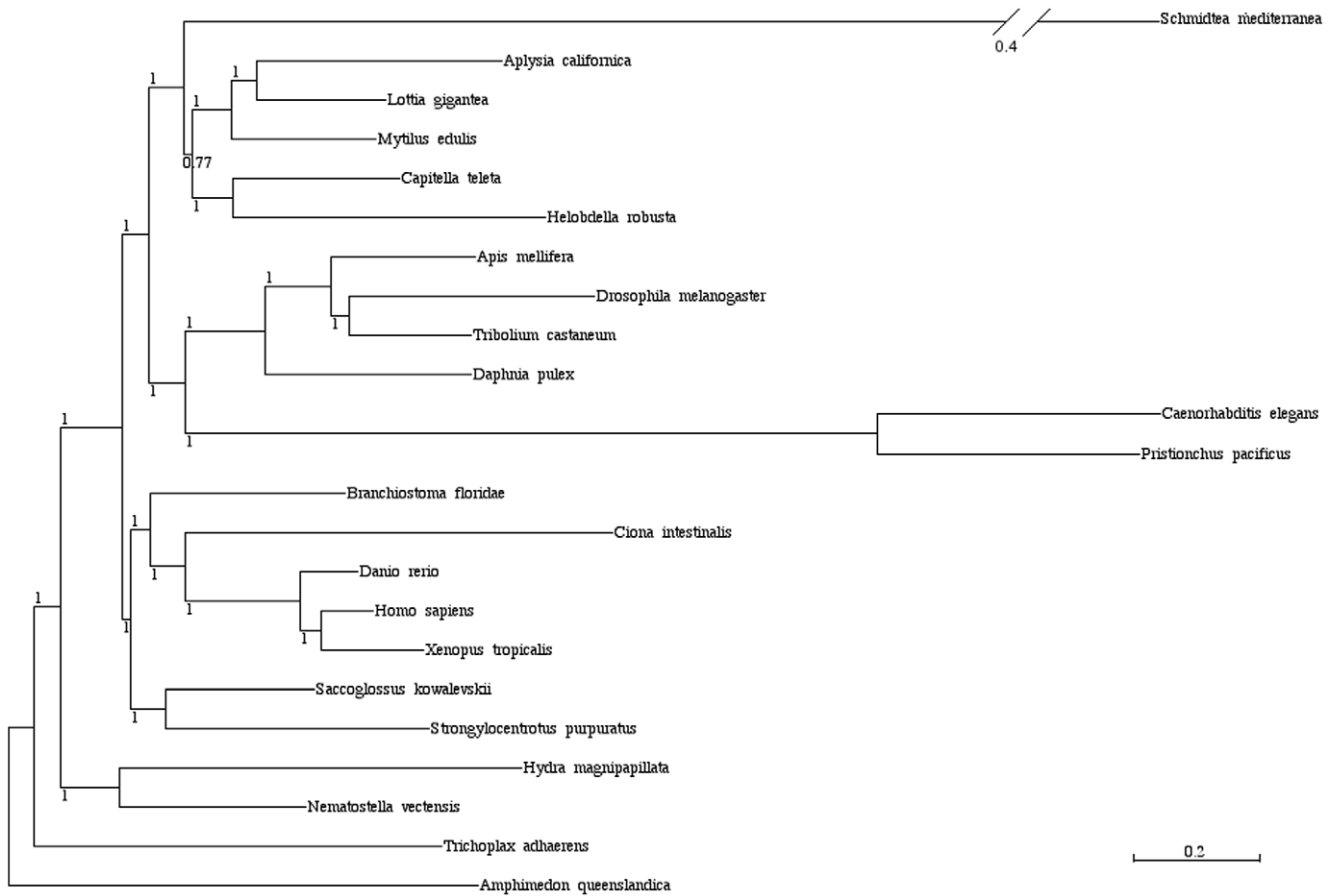 Schmidtea mediterranea
0.4
1
Aplysia californica
1
1
Lottia gigantea
Mytilus edulis
0.77
Capitella teleta
1
Helobdella robusta
1
Apis mellifera
1
Drosophila melanogaster
1
1
Tribolium castaneum
Daphnia pulex
1
Caenorhabditis elegans
1
1
Pristionchus pacificus
Branchiostoma floridae
1
Ciona intestinalis
1
Danio rerio
1
1
Homo sapiens
1
1
Xenopus tropicalis
Saccoglossus kowalevskii
1
Strongylocentrotus purpuratus
Hydra magnipapillata
1
Nematostella vectensis
Trichoplax adhaerens
0.2
Amphimedon queenslandica